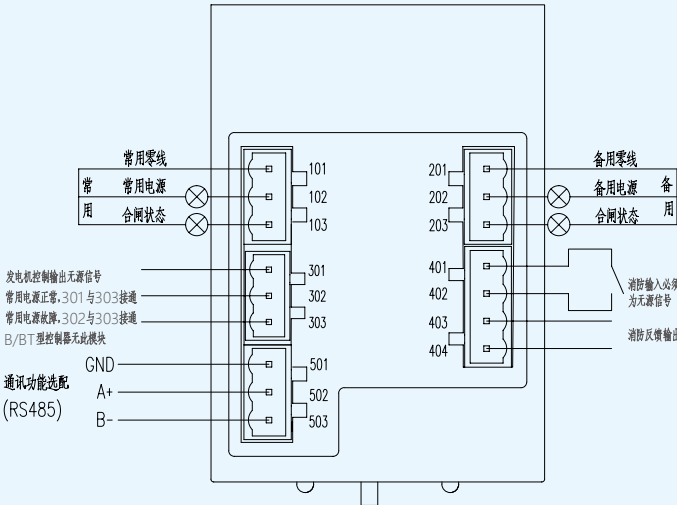 常用零线
101
常用电源
102
合闸状态
103
常
用
201
备用零线
202
备用电源
203
合闸状态
备
用
发电机控制输出无源信号
301
常用电源正常,301与303接通
302
常用电源故障,302与303接通
303
B/BT型控制器无此模块
401
402
403
404
消防输入必须
为无源信号
消防反馈输出
通讯功能选配
(RS485)
GND
501
A+
502
B-
503